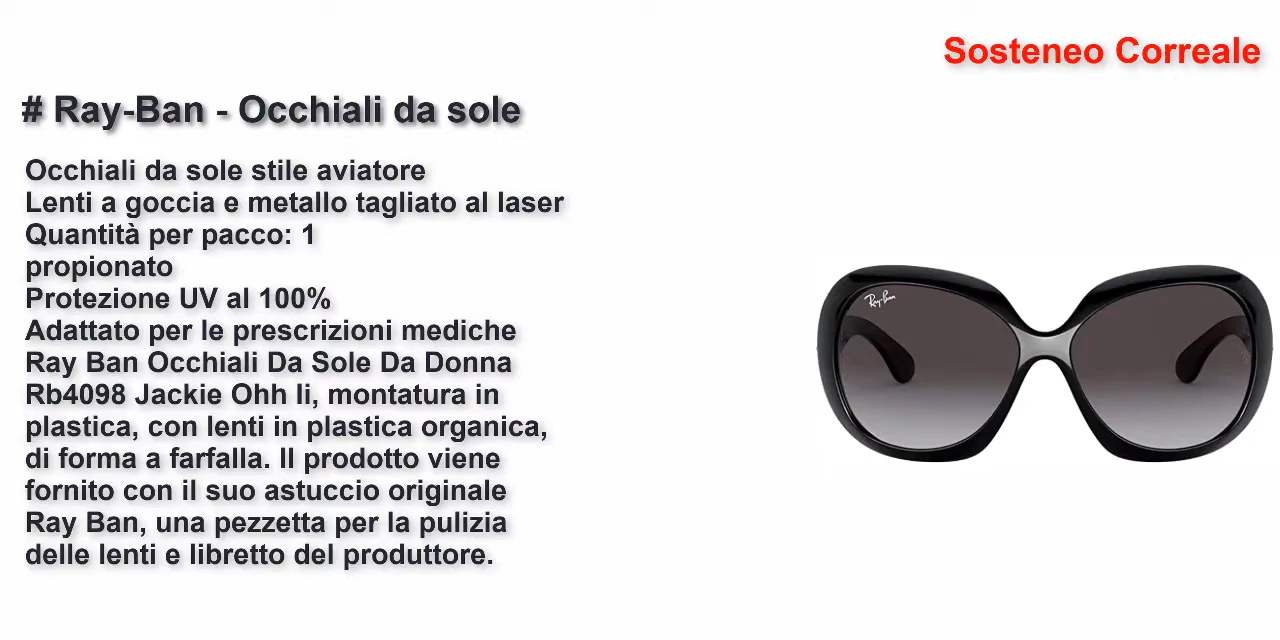 Sosteneo Correale
# Ray-Ban - Occhiali da sole
Occhiali da sole stile aviatore
Lenti a goccia e metallo tagliato al laser
Quantità per pacco: 1
propionato
Protezione UV al 100%
Adattato per le prescrizioni mediche
Ray Ban Occhiali Da Sole Da Donna
Rb4098 Jackie Ohh Ii, montatura in
plastica, con lenti in plastica organica,
di forma a farfalla. Il prodotto viene
fornito con il suo astuccio originale
Ray Ban, una pezzetta per la pulizia
delle lenti e libretto del produttore.
Ray-Ban